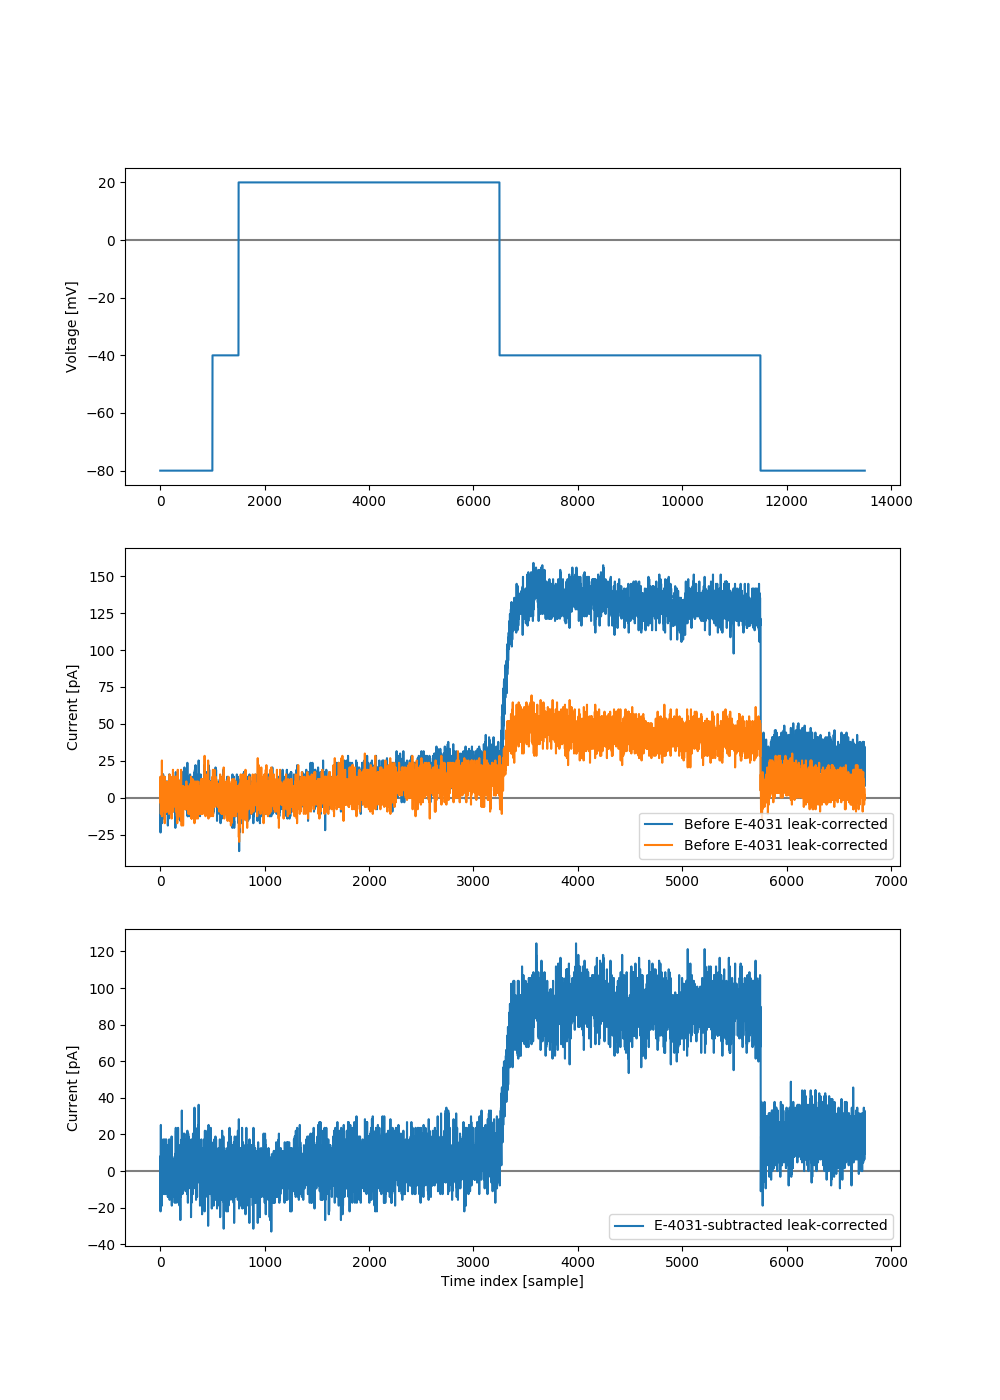 Voltage [mV]
20
0
−20
−40
−60
−80
0 2000 4000 6000 8000 10000 12000 14000
Current [pA]
150
125
100
75
50
25
0
−25
Before E-4031 leak-corrected
Before E-4031 leak-corrected
0 1000 2000 3000 4000 5000 6000 7000
Current [pA]
120
100
80
60
40
20
0
−20
−40
E-4031-subtracted leak-corrected
0 1000 2000 3000 4000 5000 6000 7000
Time index [sample]